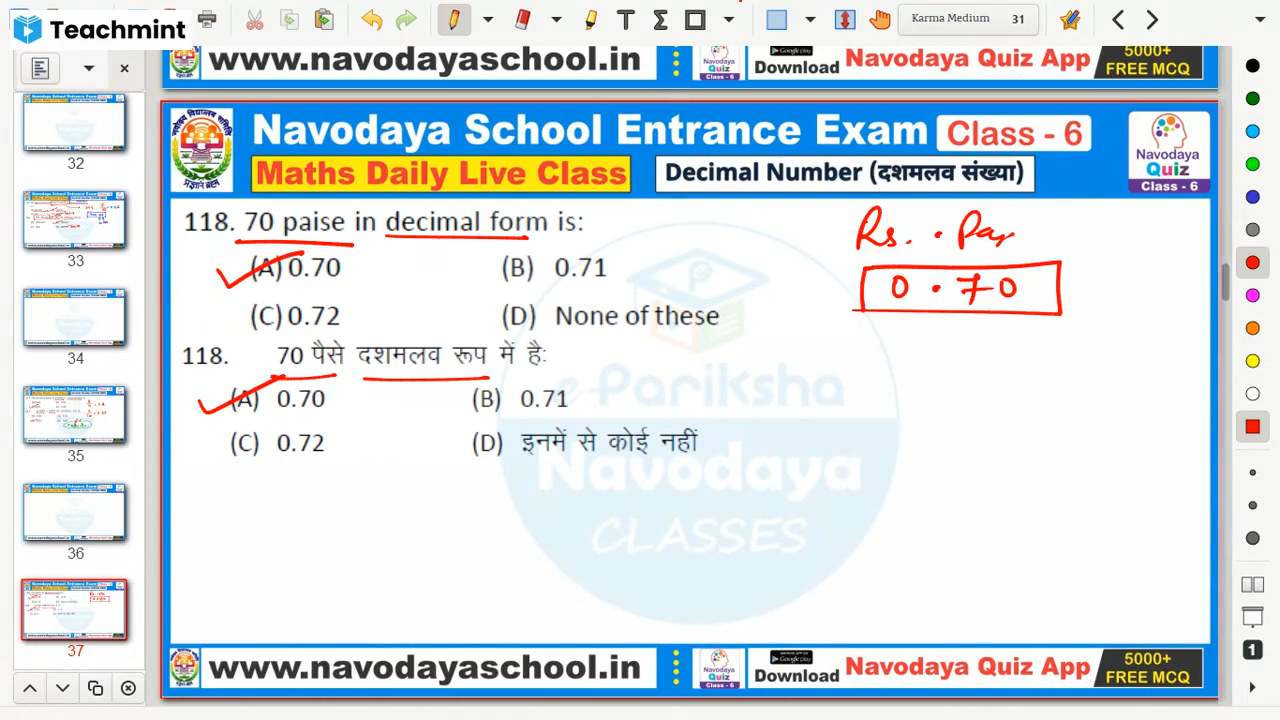 Teachmint
Karma Medium 31
www.navodayaschool.in
Navodaya Quiz
Download Navodaya Quiz App
5000+
FREE MCQ
32
33
34
35
36
37
Navodaya School Entrance Exam Class - 6
Maths Daily Live Class
Decimal Number (दशमलव संख्या)
Navodaya
Quiz
Class - 6
118. 70 paise in decimal form is:
(A) 0.70 (B) 0.71
(C) 0.72 (D) None of these
Rs. .
0.70
118. 70 पैसे दशमलव रूप में है:
(A) 0.70 (B) 0.71
(C) 0.72 (D) इनमें से कोई नहीं
e-Pariksha
Navodaya
CLASSES
www.navodayaschool.in
Navodaya
Quiz
Class - 6
Google Play
Download Navodaya Quiz App
5000+
FREE MCQ
1